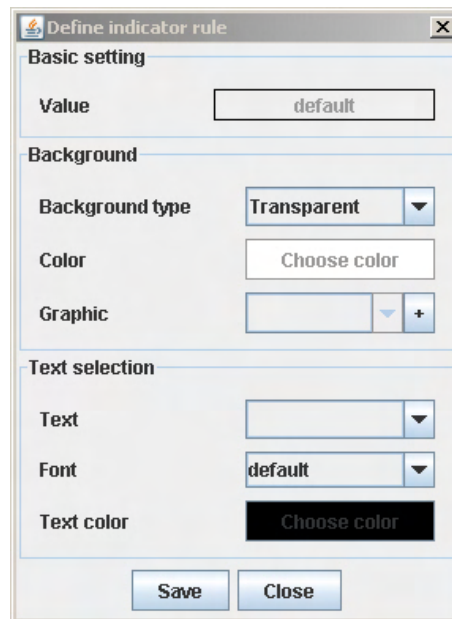 Define indicator rule
Basic setting
Value default
Background
Background type Transparent
Color Choose color
Graphic +
Text selection
Text
Font default
Text color Choose color
Save Close